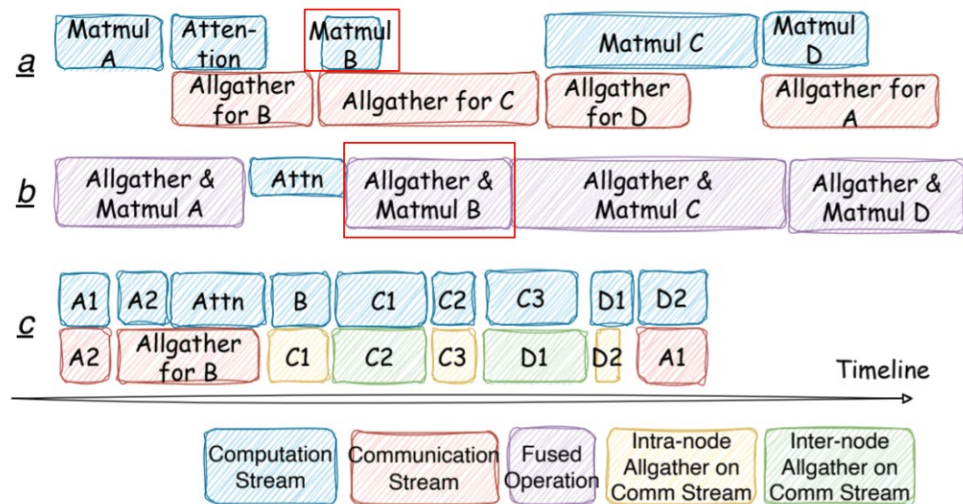 a
Matmul
A
Atten-
tion
Matmul
B
Matmul C
Matmul
D
Allgather
for B
Allgather for C
Allgather
for D
Allgather for
A
b
Allgather &
Matmul A
Attn
Allgather &
Matmul B
Allgather &
Matmul C
Allgather &
Matmul D
c
A1
A2
Attn
B
C1
C2
C3
D1
D2
A2
Allgather
for B
C1
C2
C3
D1
D2
A1
Timeline
Computation
Stream
Communication
Stream
Fused
Operation
Intra-node
Allgather on
Comm Stream
Inter-node
Allgather on
Comm Stream